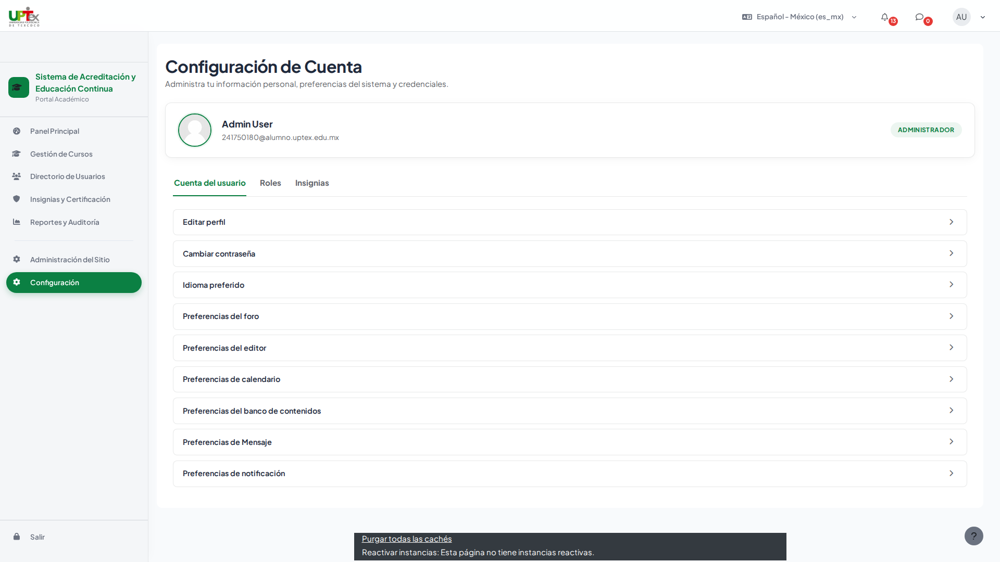 UPTex
UNIVERSIDAD POLITÉCNICA
DE TEXCOCO
Español - México (es_mx)
13
0
AU
Sistema de Acreditación y
Educación Continua
Portal Académico
Panel Principal
Gestión de Cursos
Directorio de Usuarios
Insignias y Certificación
Reportes y Auditoría
Administración del Sitio
Configuración
Salir
Configuración de Cuenta
Administra tu información personal, preferencias del sistema y credenciales.
Admin User
241750180@alumno.uptex.edu.mx
ADMINISTRADOR
Cuenta del usuario
Roles
Insignias
Editar perfil
Cambiar contraseña
Idioma preferido
Preferencias del foro
Preferencias del editor
Preferencias de calendario
Preferencias del banco de contenidos
Preferencias de Mensaje
Preferencias de notificación
Purgar todas las cachés
Reactivar instancias: Esta página no tiene instancias reactivas.
?